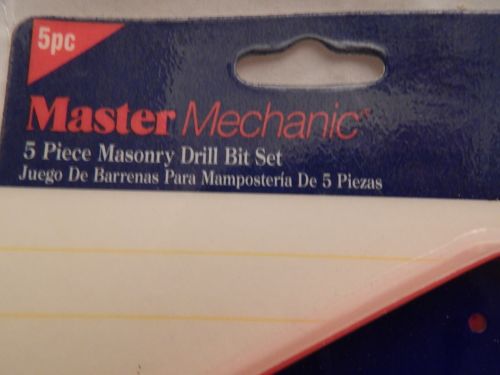 5pc
Master Mechanic®
5 Piece Masonry Drill Bit Set
Juego De Barrenas Para Mampostería De 5 Piezas